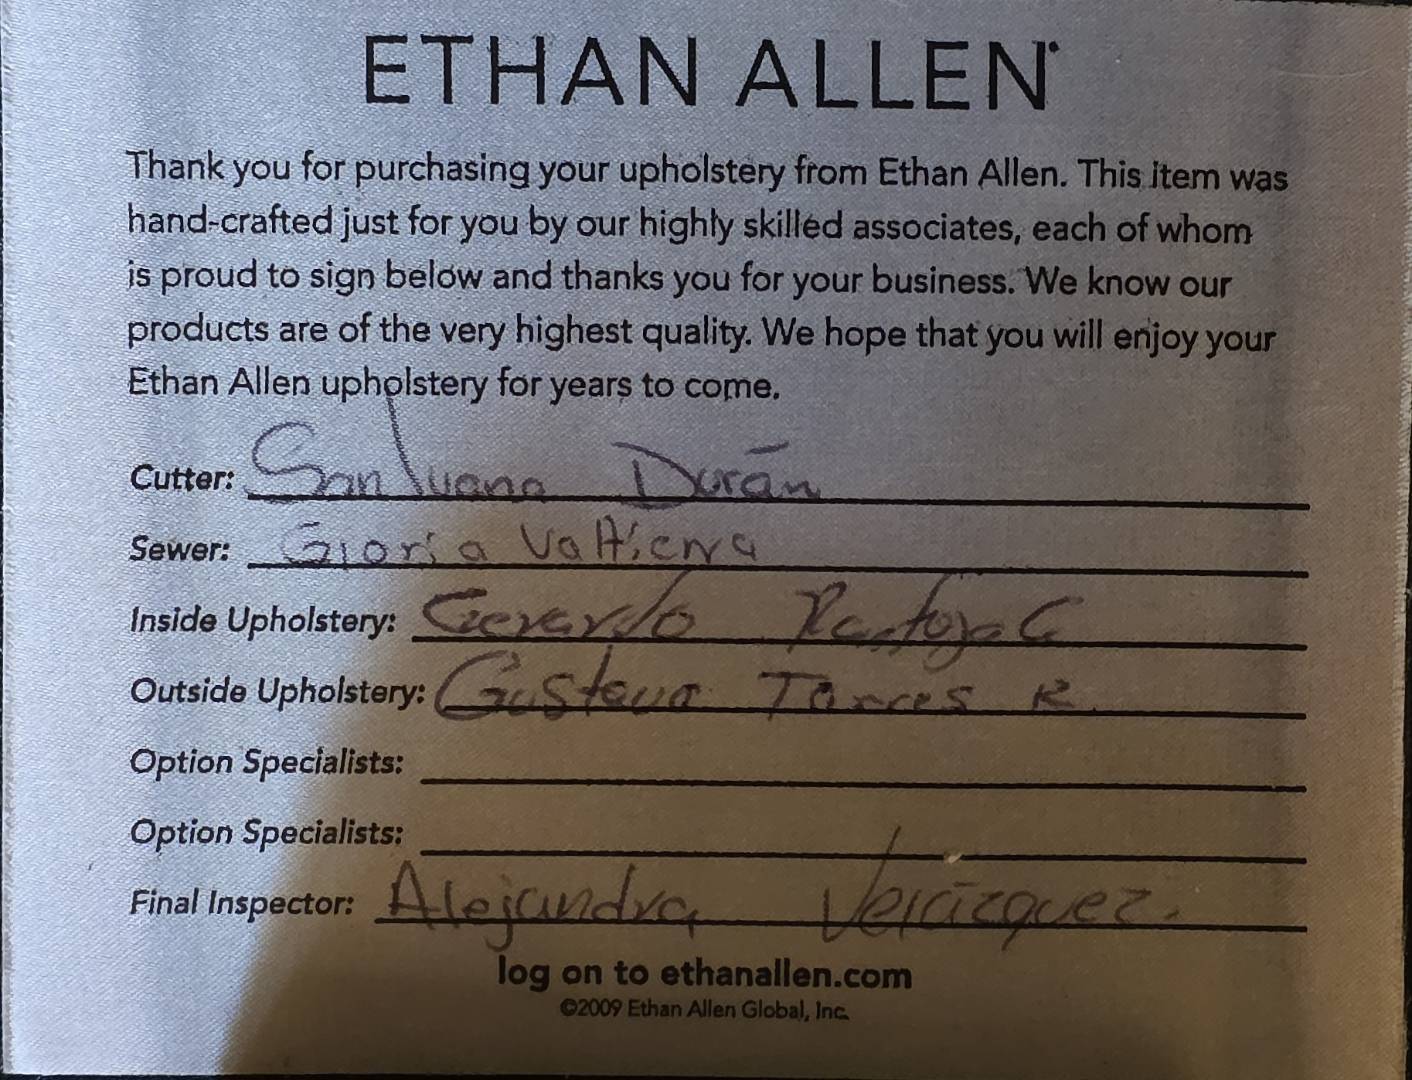 ETHAN ALLEN®
Thank you for purchasing your upholstery from Ethan Allen. This item was
hand-crafted just for you by our highly skilled associates, each of whom
is proud to sign below and thanks you for your business. We know our
products are of the very highest quality. We hope that you will enjoy your
Ethan Allen upholstery for years to come.
Cutter: SanJuana Durán
Sewer: Gloria Valtierra
Inside Upholstery: Gerardo Pantoja C
Outside Upholstery: Gustavo Torres R.
Option Specialists:
Option Specialists:
Final Inspector: Alejandra Velázquez.
log on to ethanallen.com
©2009 Ethan Allen Global, Inc.